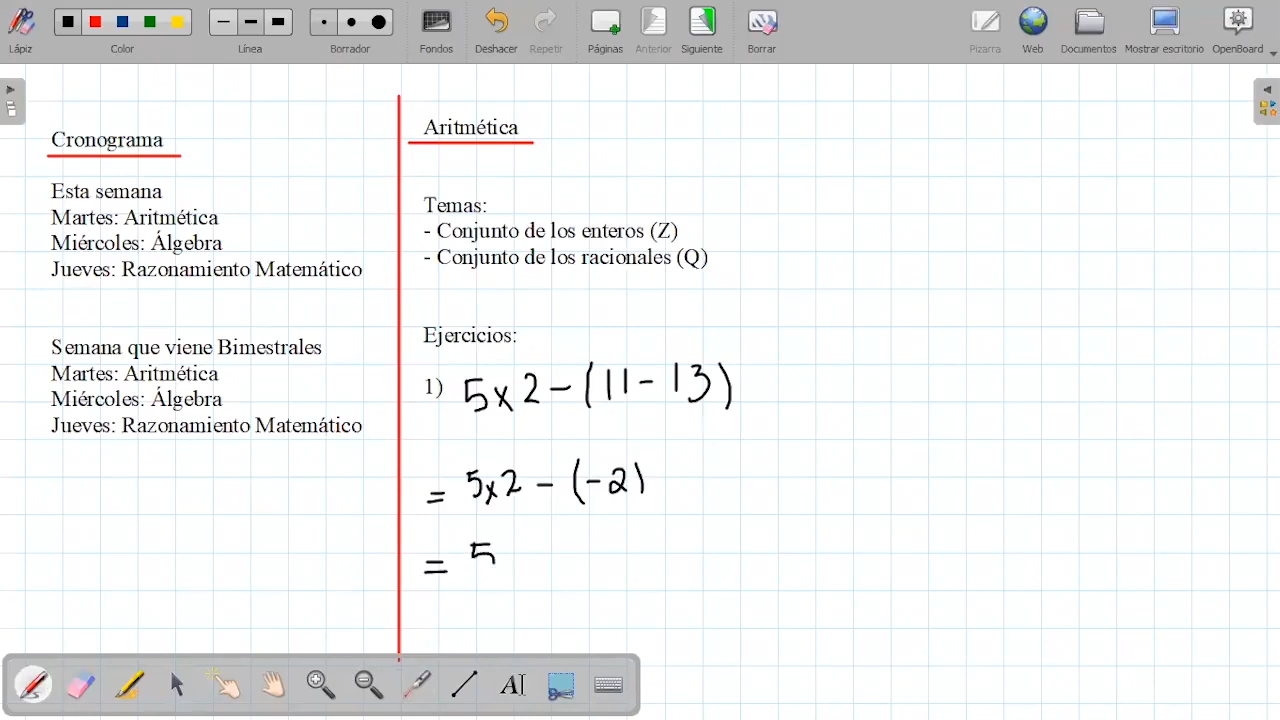 Lápiz
Color
Línea
Borrador
Fondos
Deshacer
Repetir
Páginas
Anterior
Siguiente
Borrar
Pizarra
Web
Documentos
Mostrar escritorio
OpenBoard
Cronograma
Esta semana
Martes: Aritmética
Miércoles: Álgebra
Jueves: Razonamiento Matemático
Semana que viene Bimestrales
Martes: Aritmética
Miércoles: Álgebra
Jueves: Razonamiento Matemático
Aritmética
Temas:
- Conjunto de los enteros (Z)
- Conjunto de los racionales (Q)
Ejercicios:
1) 5x2-(11-13)
= 5x2-(-2)
= 5
AI